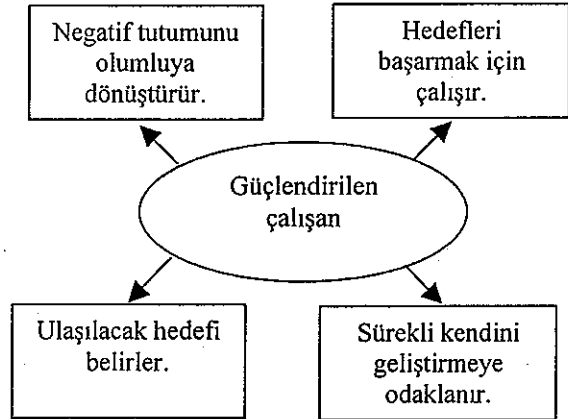 Negatif tutumunu
olumluya
dönüştürür.
Hedefleri
başarmak için
çalışır.
Güçlendirilen
çalışan
Ulaşılacak hedefi
belirler.
Sürekli kendini
geliştirmeye
odaklanır.